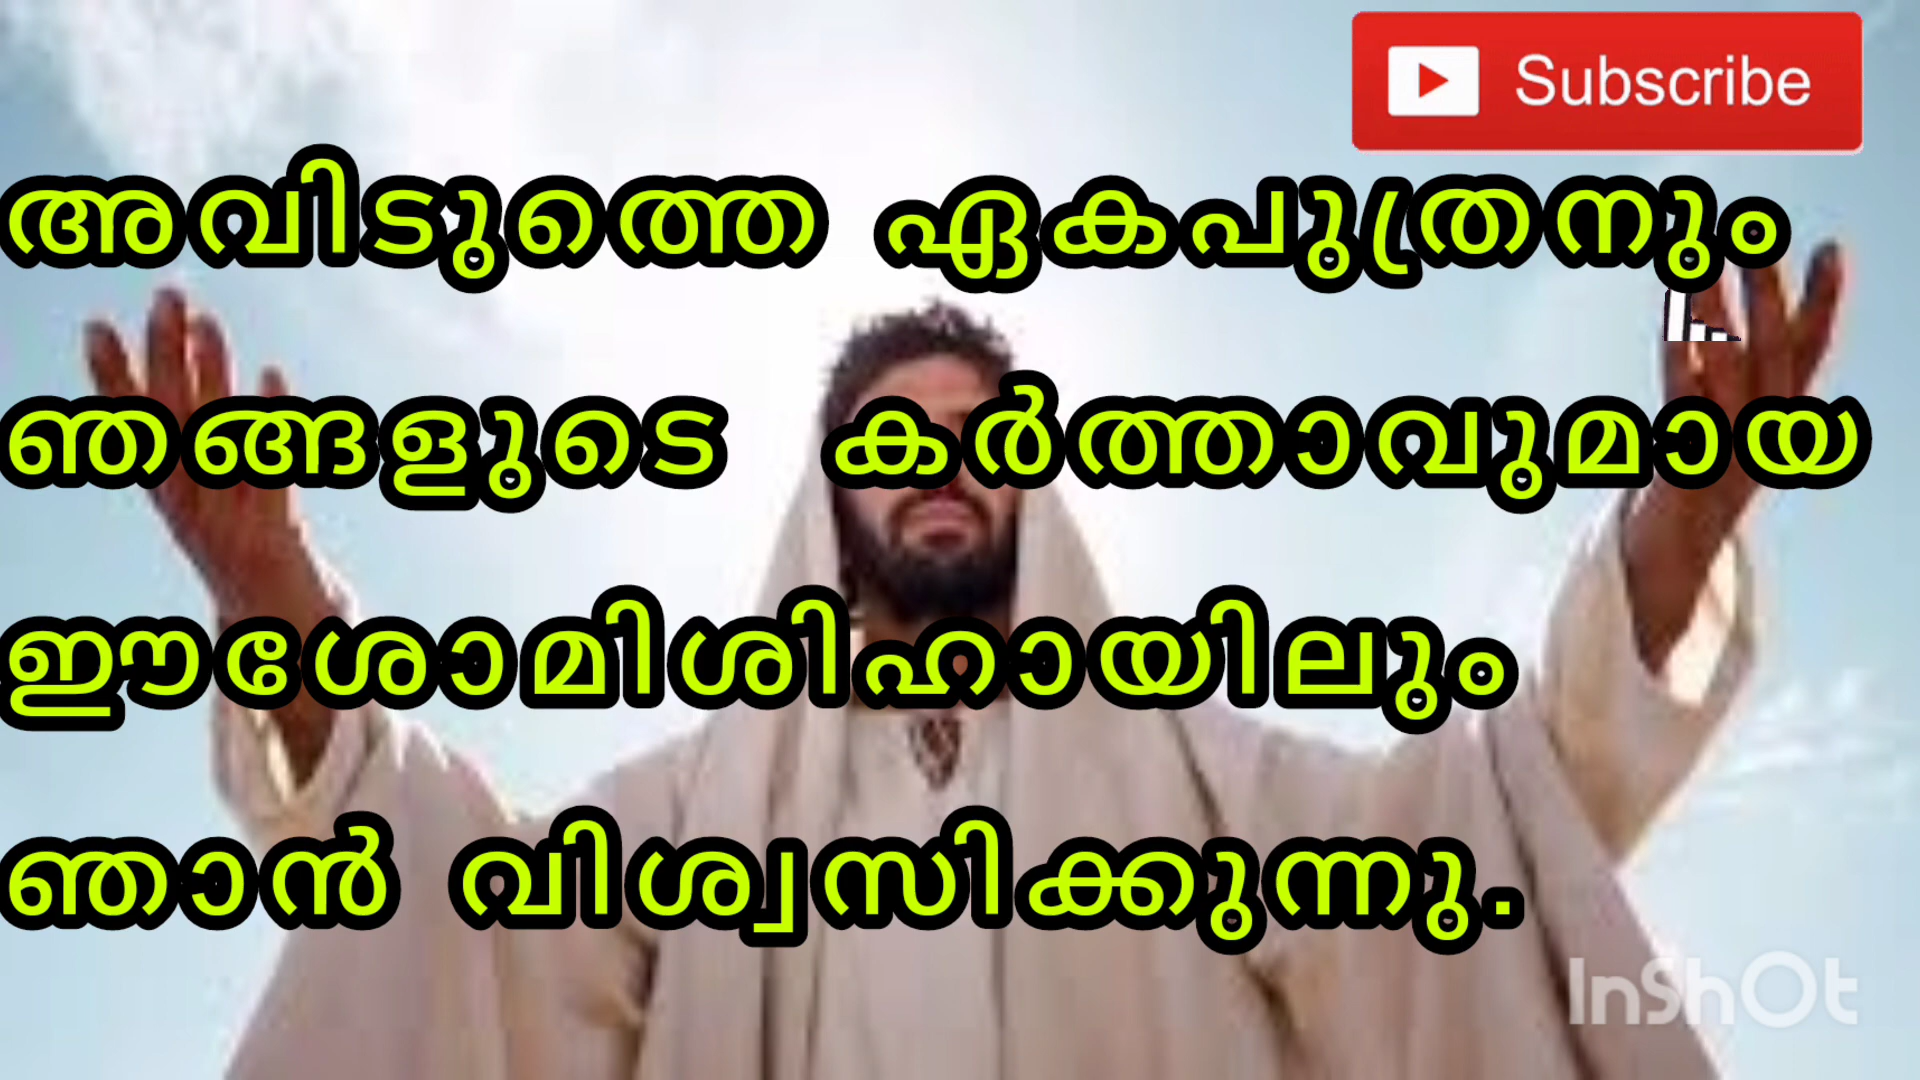 Subscribe
അവിടുത്തെ ഏകപുത്രനും
ഞങ്ങളുടെ കർത്താവുമായ
ഈശോമിശിഹായിലും
ഞാൻ വിശ്വസിക്കുന്നു.
InShOt